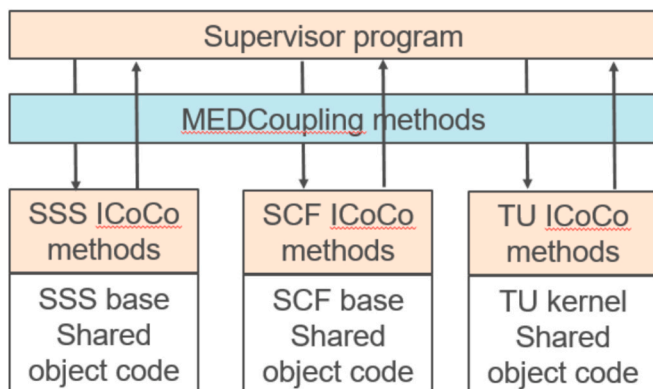 Supervisor program
MEDCoupling methods
SSS ICoCo
methods
SCF ICoCo
methods
TU ICoCo
methods
SSS base
Shared
object code
SCF base
Shared
object code
TU kernel
Shared
object code